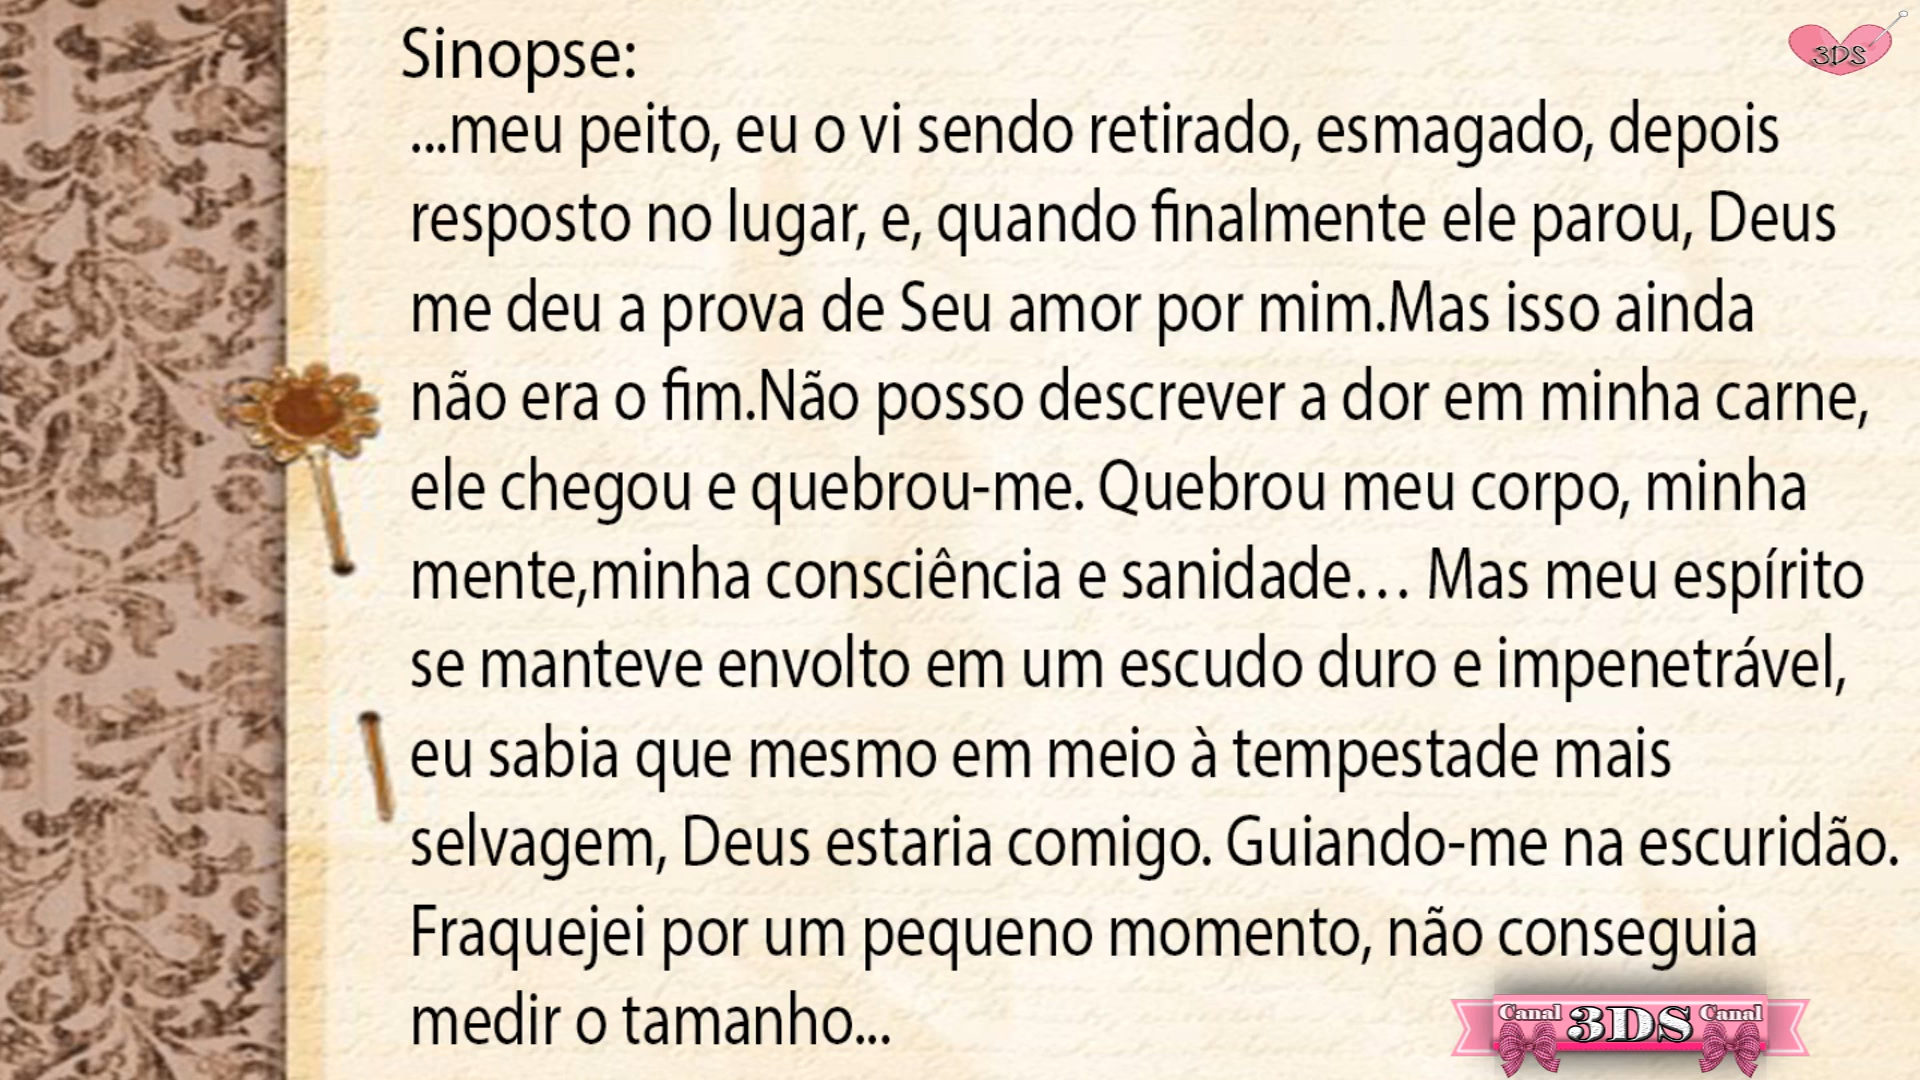 Sinopse:
3DS
...meu peito, eu o vi sendo retirado, esmagado, depois
resposto no lugar, e, quando finalmente ele parou, Deus
me deu a prova de Seu amor por mim.Mas isso ainda
não era o fim.Não posso descrever a dor em minha carne,
ele chegou e quebrou-me. Quebrou meu corpo, minha
mente,minha consciência e sanidade… Mas meu espírito
se manteve envolto em um escudo duro e impenetrável,
eu sabia que mesmo em meio à tempestade mais
selvagem, Deus estaria comigo. Guiando-me na escuridão.
Fraquejei por um pequeno momento, não conseguia
medir o tamanho...
Canal 3DS Canal